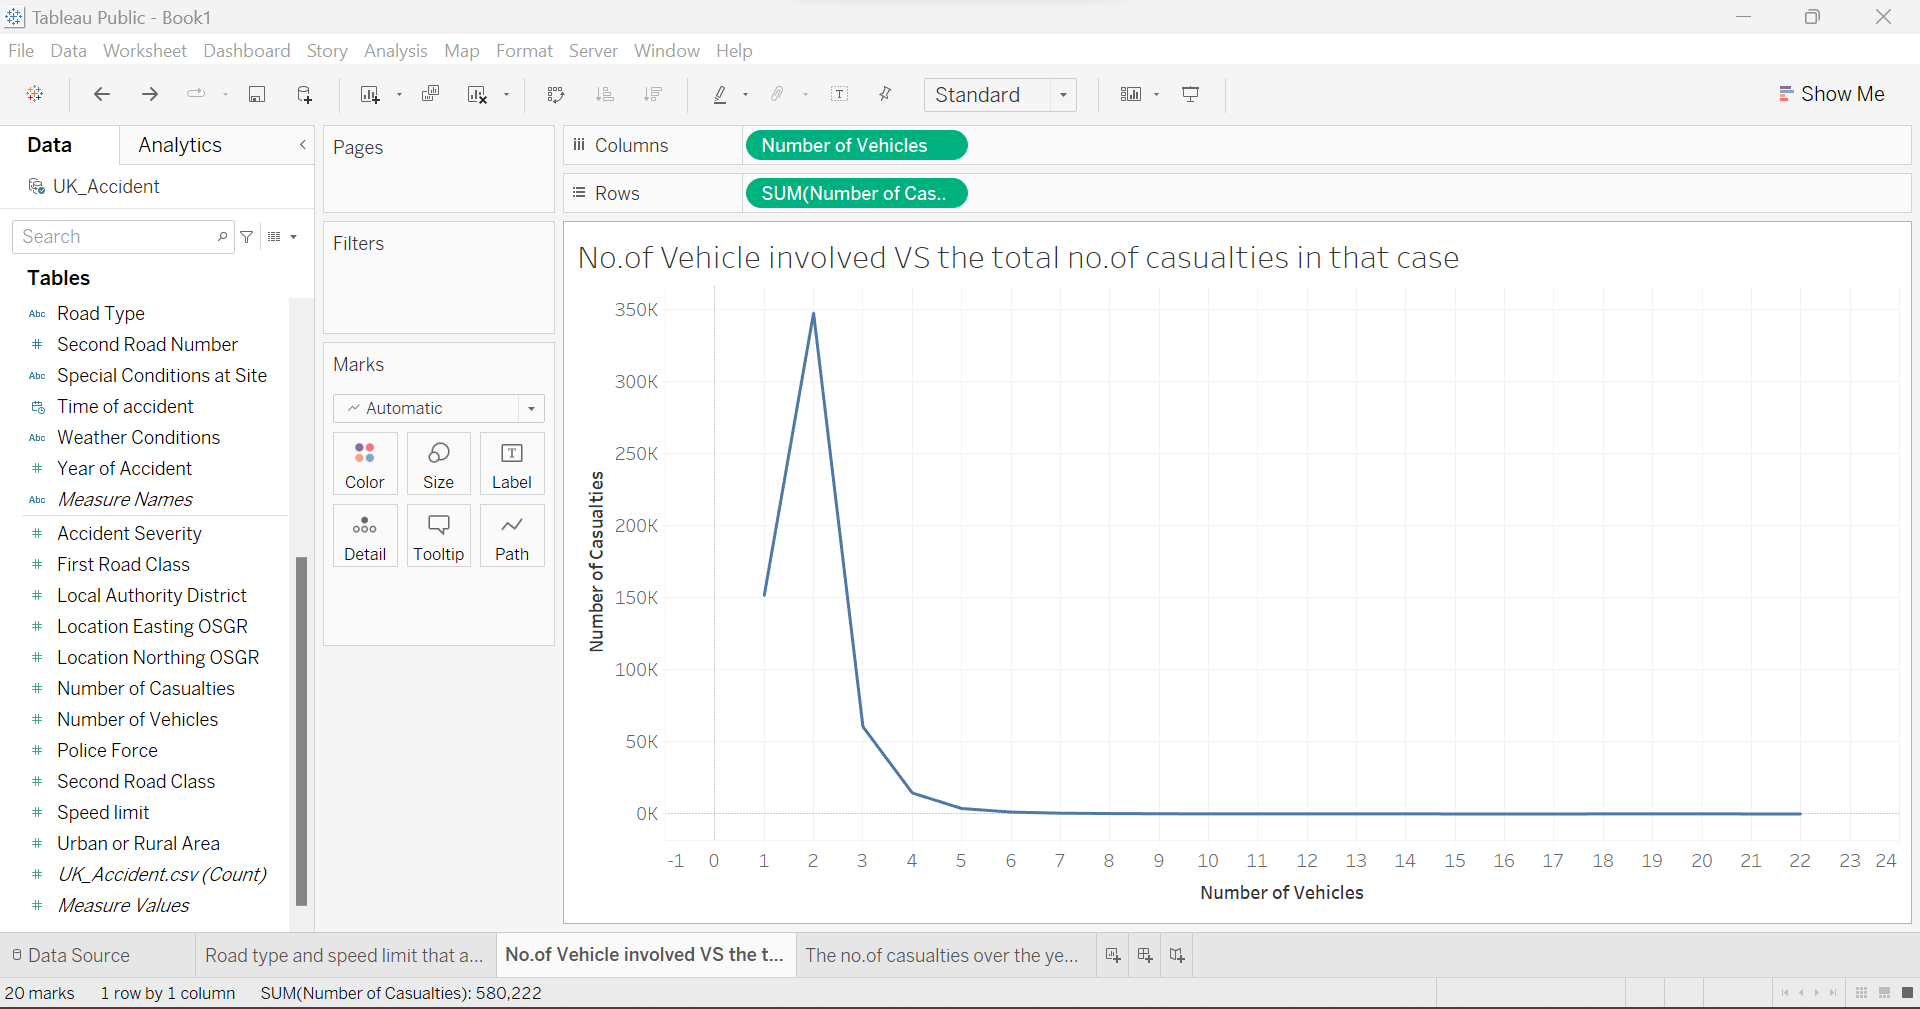 Tableau Public - Book1
File Data Worksheet Dashboard Story Analysis Map Format Server Window Help
Standard
Show Me
Data Analytics
UK_Accident
Search
Tables
Abc Road Type
# Second Road Number
Abc Special Conditions at Site
Time of accident
Abc Weather Conditions
# Year of Accident
Abc Measure Names
# Accident Severity
# First Road Class
# Local Authority District
# Location Easting OSGR
# Location Northing OSGR
# Number of Casualties
# Number of Vehicles
# Police Force
# Second Road Class
# Speed limit
# Urban or Rural Area
# UK_Accident.csv (Count)
# Measure Values
Pages
Filters
Marks
Automatic
Color Size Label
Detail Tooltip Path
Columns Number of Vehicles
Rows SUM(Number of Cas..
No.of Vehicle involved VS the total no.of casualties in that case
Number of Casualties
350K
300K
250K
200K
150K
100K
50K
0K
-1 0 1 2 3 4 5 6 7 8 9 10 11 12 13 14 15 16 17 18 19 20 21 22 23 24
Number of Vehicles
Data Source Road type and speed limit that a... No.of Vehicle involved VS the t... The no.of casualties over the ye...
20 marks 1 row by 1 column SUM(Number of Casualties): 580,222